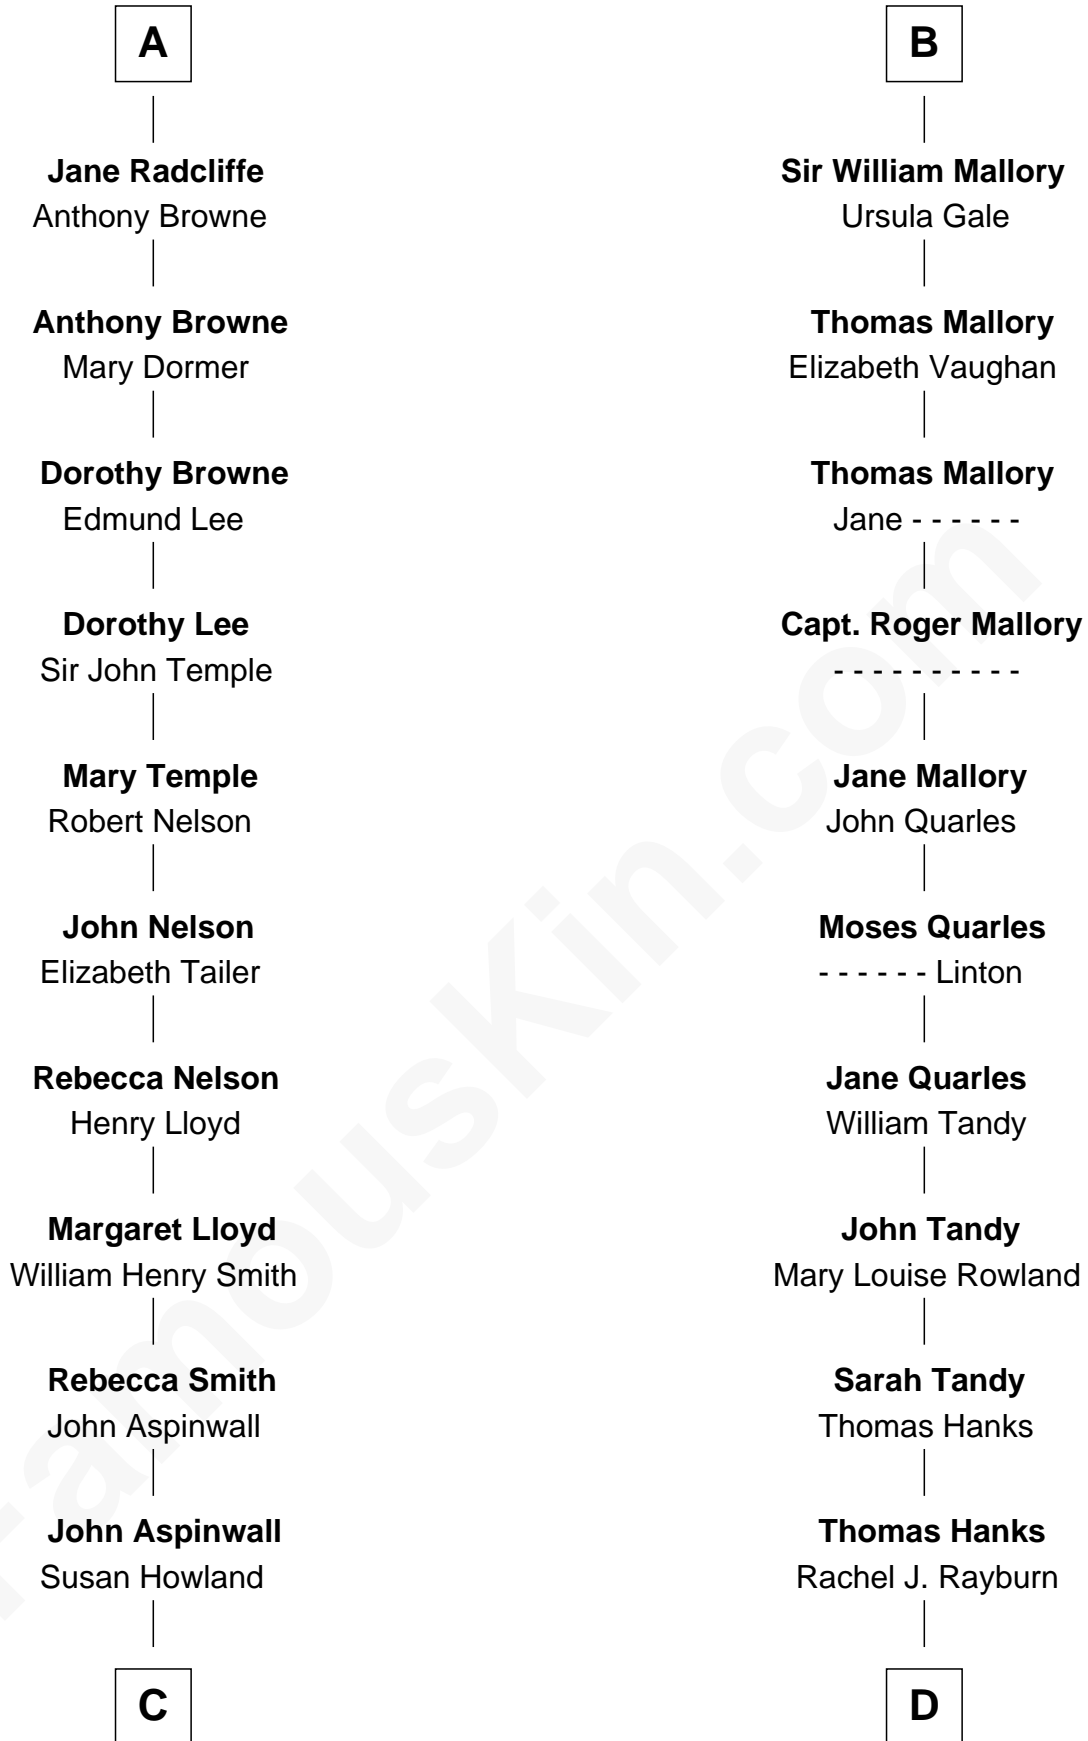 A
Jane Radcliffe
Anthony Browne
Anthony Browne
Mary Dormer
Dorothy Browne
Edmund Lee
Dorothy Lee
Sir John Temple
Mary Temple
Robert Nelson
John Nelson
Elizabeth Tailer
Rebecca Nelson
Henry Lloyd
Margaret Lloyd
William Henry Smith
Rebecca Smith
John Aspinwall
John Aspinwall
Susan Howland
C
B
Sir William Mallory
Ursula Gale
Thomas Mallory
Elizabeth Vaughan
Thomas Mallory
Jane - - - - - -
Capt. Roger Mallory
- - - - - - - - - -
Jane Mallory
John Quarles
Moses Quarles
- - - - - - Linton
Jane Quarles
William Tandy
John Tandy
Mary Louise Rowland
Sarah Tandy
Thomas Hanks
Thomas Hanks
Rachel J. Rayburn
D
FamousKin.com